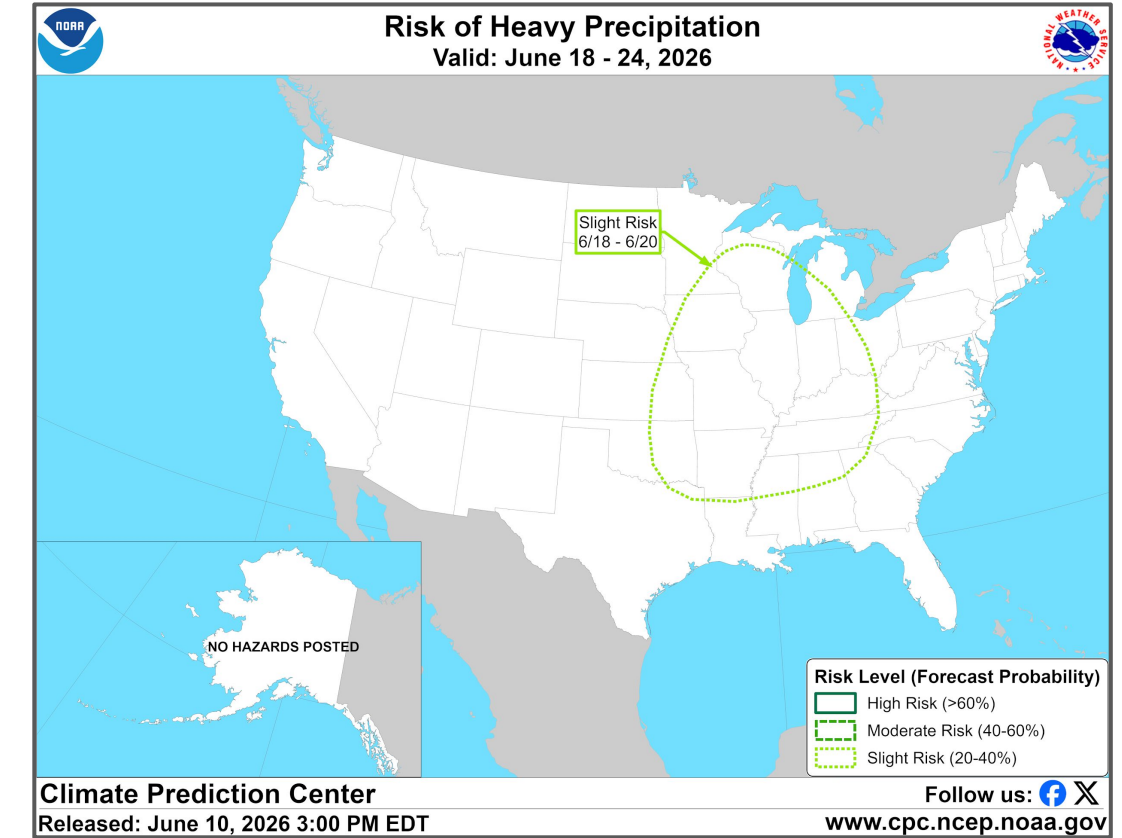 NOAA
Risk of Heavy Precipitation
Valid: June 18 - 24, 2026
NATIONAL WEATHER SERVICE
Slight Risk
6/18 - 6/20
NO HAZARDS POSTED
Risk Level (Forecast Probability)
High Risk (>60%)
Moderate Risk (40-60%)
Slight Risk (20-40%)
Climate Prediction Center
Follow us:
Released: June 10, 2026 3:00 PM EDT
www.cpc.ncep.noaa.gov